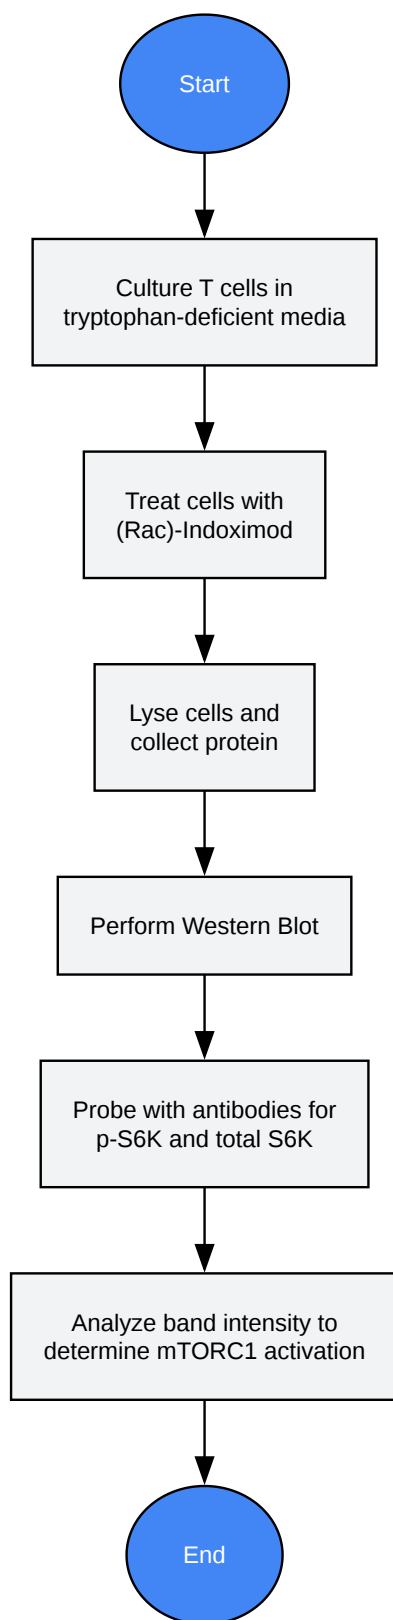 Start
Culture T cells in
tryptophan-deficient media
Treat cells with
(Rac)-Indoximod
Lyse cells and
collect protein
Perform Western Blot
Probe with antibodies for
p-S6K and total S6K
Analyze band intensity to
determine mTORC1 activation
End